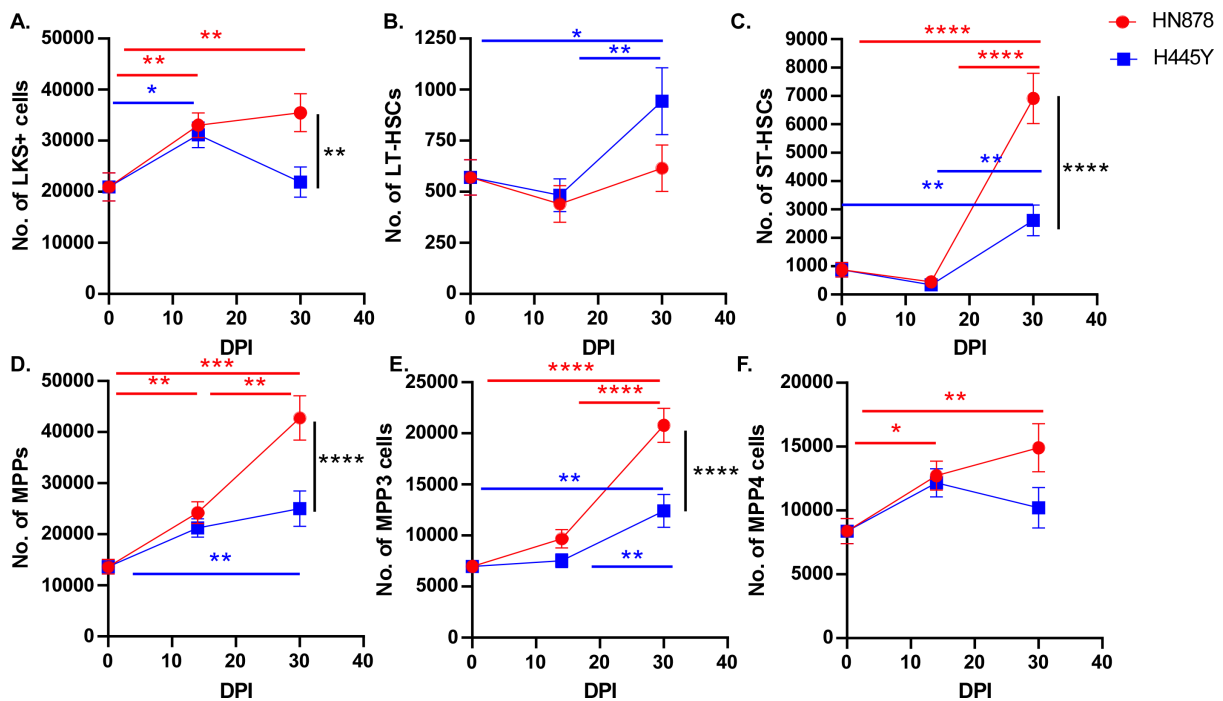 A.
B.
C.
HN878
H445Y
No. of LKS+ cells
50000
40000
30000
20000
10000
0
0 10 20 30 40
DPI
**
**
*
**
No. of LT-HSCs
1250
1000
750
500
250
0
0 10 20 30 40
DPI
*
**
No. of ST-HSCs
9000
8000
7000
6000
5000
4000
3000
2000
1000
0
0 10 20 30 40
DPI
****
****
**
**
****
D.
E.
F.
No. of MPPs
50000
40000
30000
20000
10000
0
0 10 20 30 40
DPI
***
** **
****
**
No. of MPP3 cells
25000
20000
15000
10000
5000
0
0 10 20 30 40
DPI
****
****
**
****
**
No. of MPP4 cells
20000
15000
10000
5000
0
0 10 20 30 40
DPI
**
*